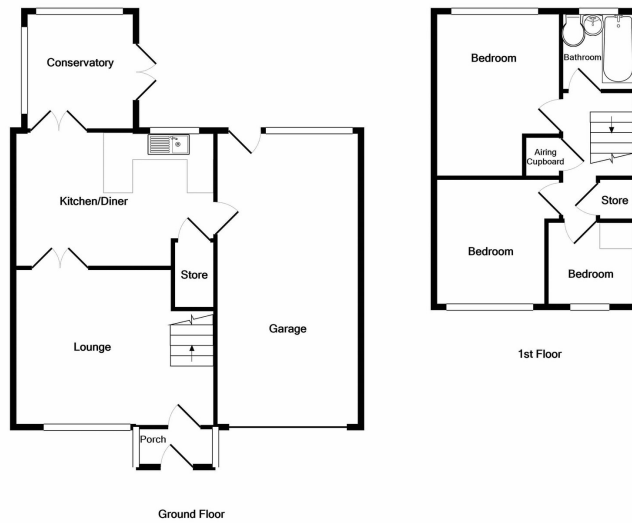 Conservatory
Kitchen/Diner
Store
Lounge
Garage
Porch
Ground Floor
Bedroom
Bathroom
Airing
Cupboard
Store
Bedroom
Bedroom
1st Floor